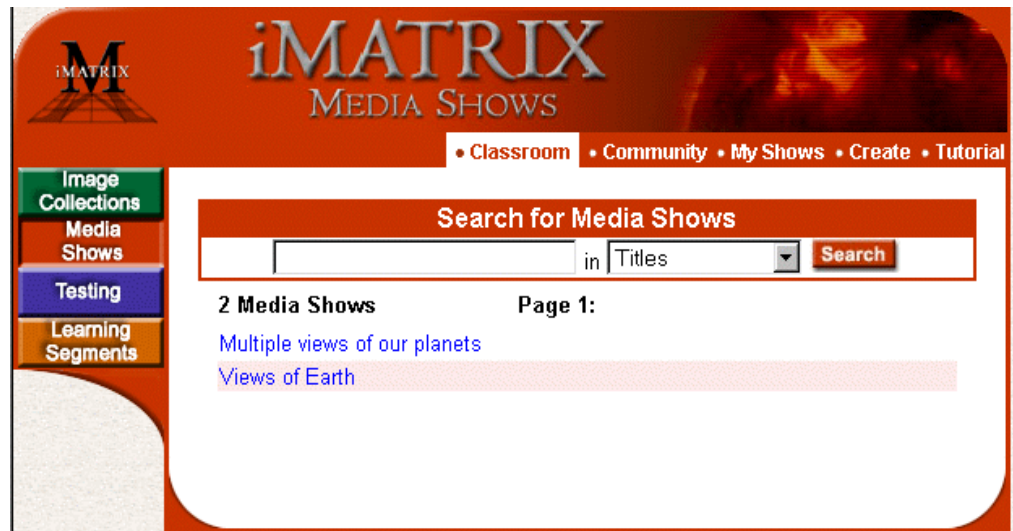 iMATRIX
iMATRIX
MEDIA SHOWS
• Classroom • Community • My Shows • Create • Tutorial
Image
Collections
Media
Shows
Testing
Learning
Segments
Search for Media Shows
in Titles Search
2 Media Shows Page 1:
Multiple views of our planets
Views of Earth